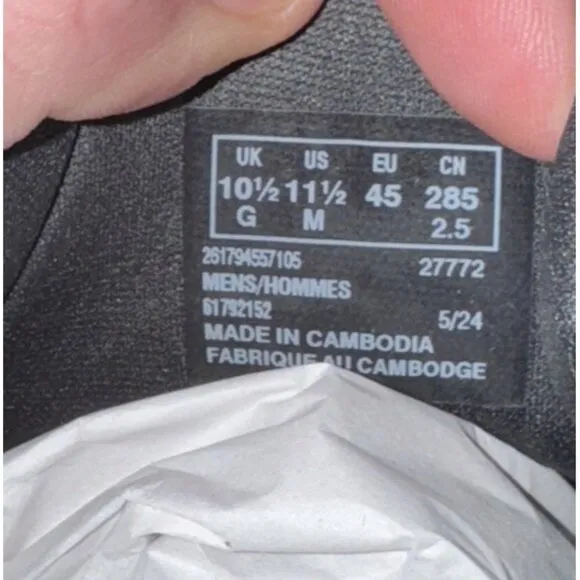 UK US EU CN
10½ 11½ 45 285
G M 2.5
261794557105 27772
MENS/HOMMES
61792152 5/24
MADE IN CAMBODIA
FABRIQUE AU CAMBODGE